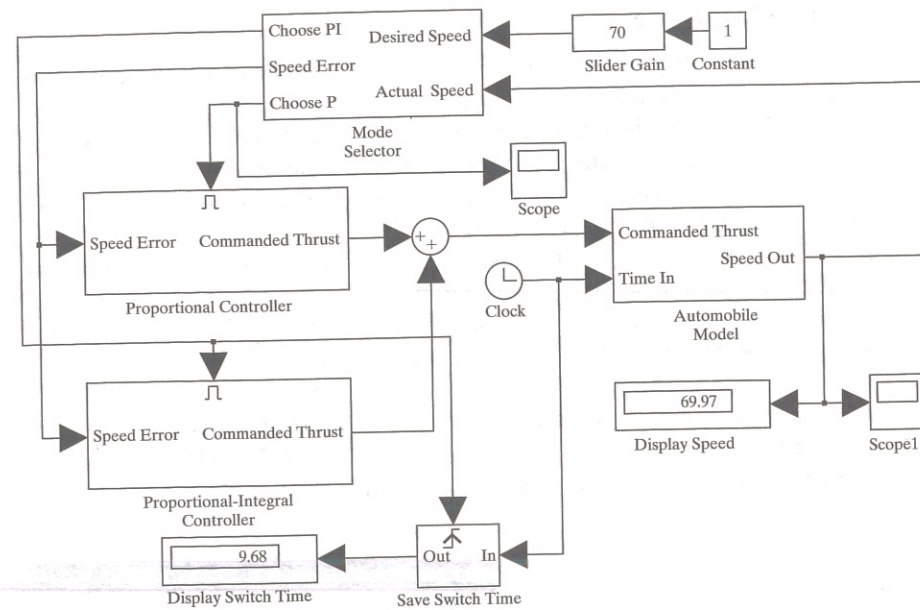 Choose PI
Speed Error
Choose P
Desired Speed
Actual Speed
Mode
Selector
70
Slider Gain
1
Constant
Scope
Speed Error
Commanded Thrust
Proportional Controller
+
+
Clock
Commanded Thrust
Speed Out
Time In
Automobile
Model
Speed Error
Commanded Thrust
Proportional-Integral
Controller
69.97
Display Speed
Scope1
9.68
Display Switch Time
Out
In
Save Switch Time